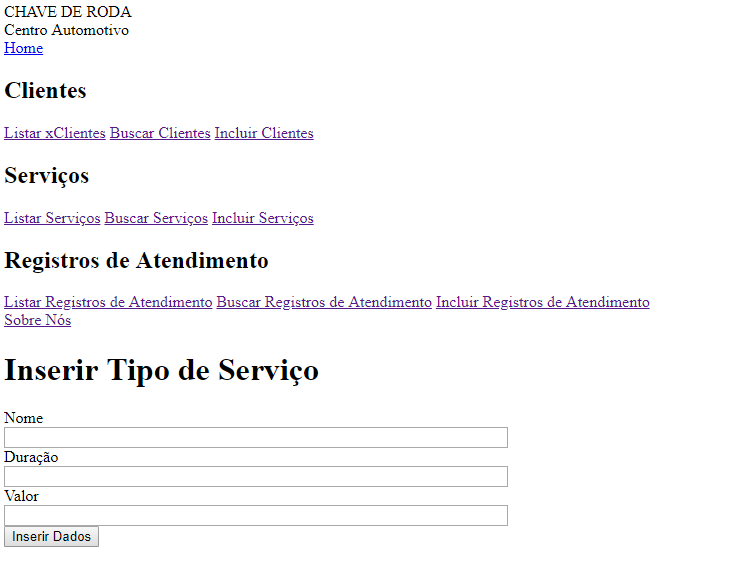 CHAVE DE RODA
Centro Automotivo
Home
Clientes
Listar xClientes Buscar Clientes Incluir Clientes
Serviços
Listar Serviços Buscar Serviços Incluir Serviços
Registros de Atendimento
Listar Registros de Atendimento Buscar Registros de Atendimento Incluir Registros de Atendimento
Sobre Nós
Inserir Tipo de Serviço
Nome
Duração
Valor
Inserir Dados